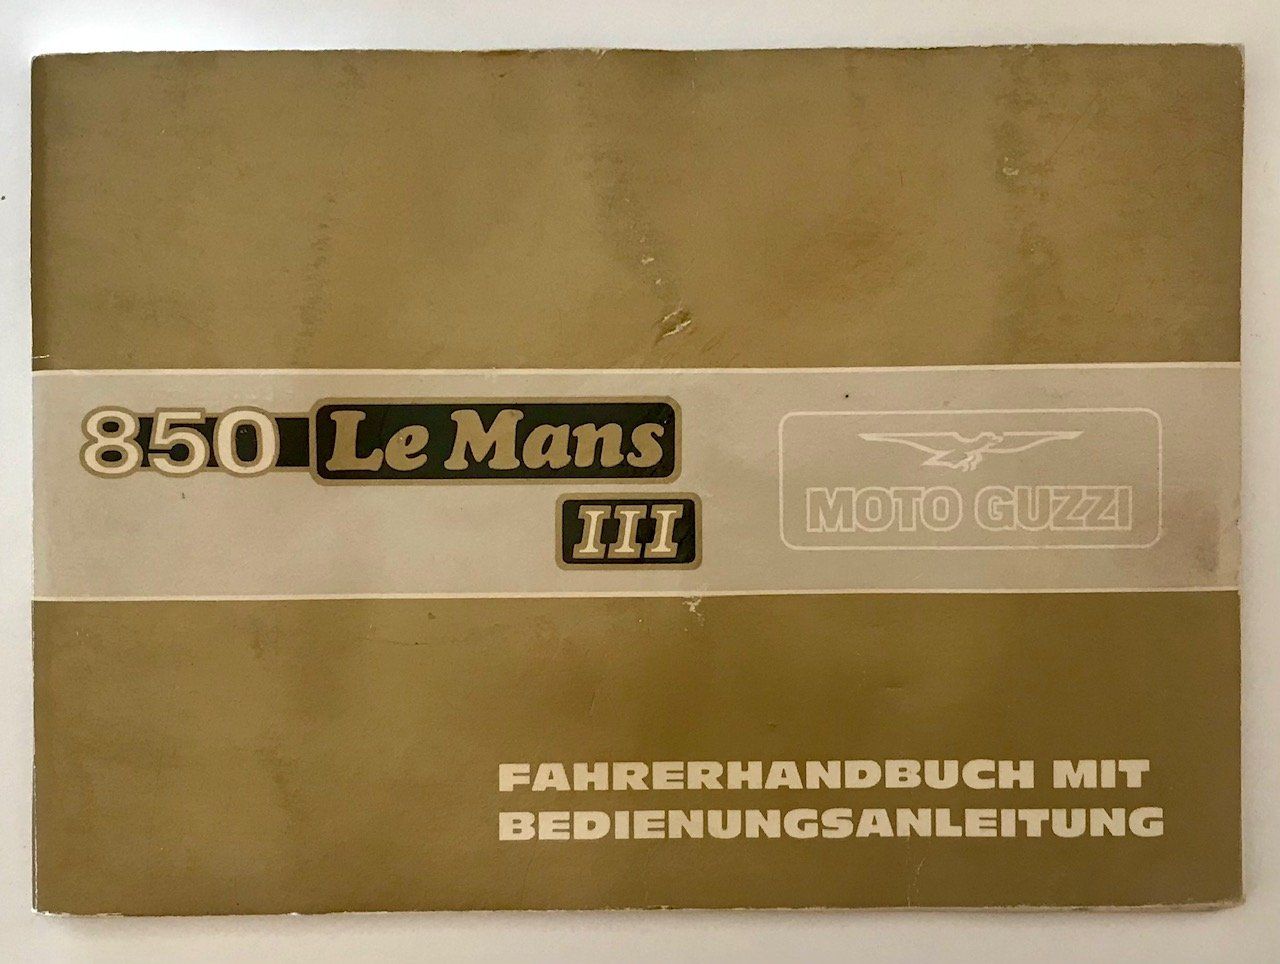 850 Le Mans
III
MOTO GUZZI
FAHRERHANDBUCH MIT
BEDIENUNGSANLEITUNG